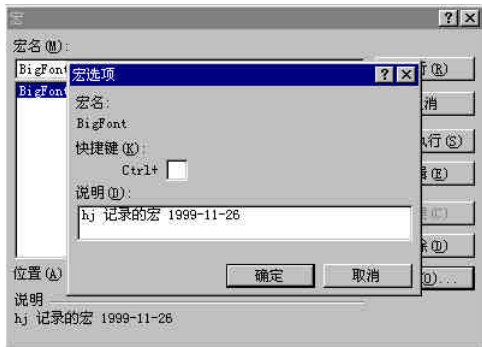 宏
宏名(M):
BigFont
BigFont
宏选项
宏名:
BigFont
快捷键(K):
Ctrl+
说明(D):
hj 记录的宏 1999-11-26
确定
取消
行(R)
消
执行(S)
辑(E)
(C)
除(D)
(O)...
位置(A)
说明
hj 记录的宏 1999-11-26